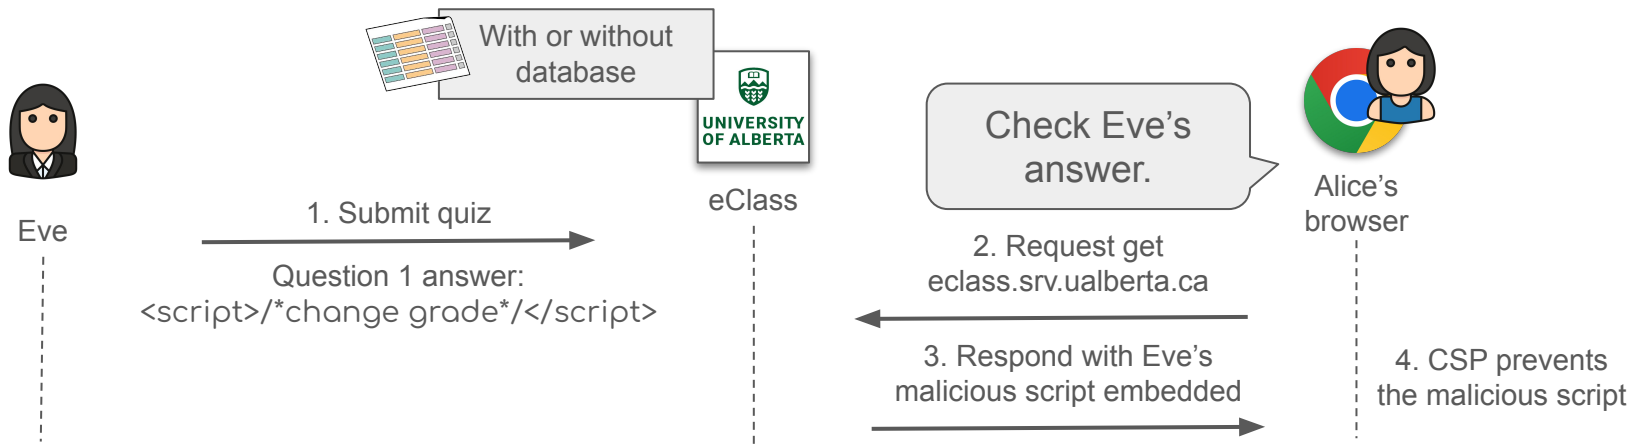 With or without
database
UNIVERSITY
OF ALBERTA
Check Eve's
answer.
Eve
eClass
Alice's
browser
1. Submit quiz
Question 1 answer:
<script>/*change grade*/</script>
2. Request get
eclass.srv.ualberta.ca
3. Respond with Eve's
malicious script embedded
4. CSP prevents
the malicious script